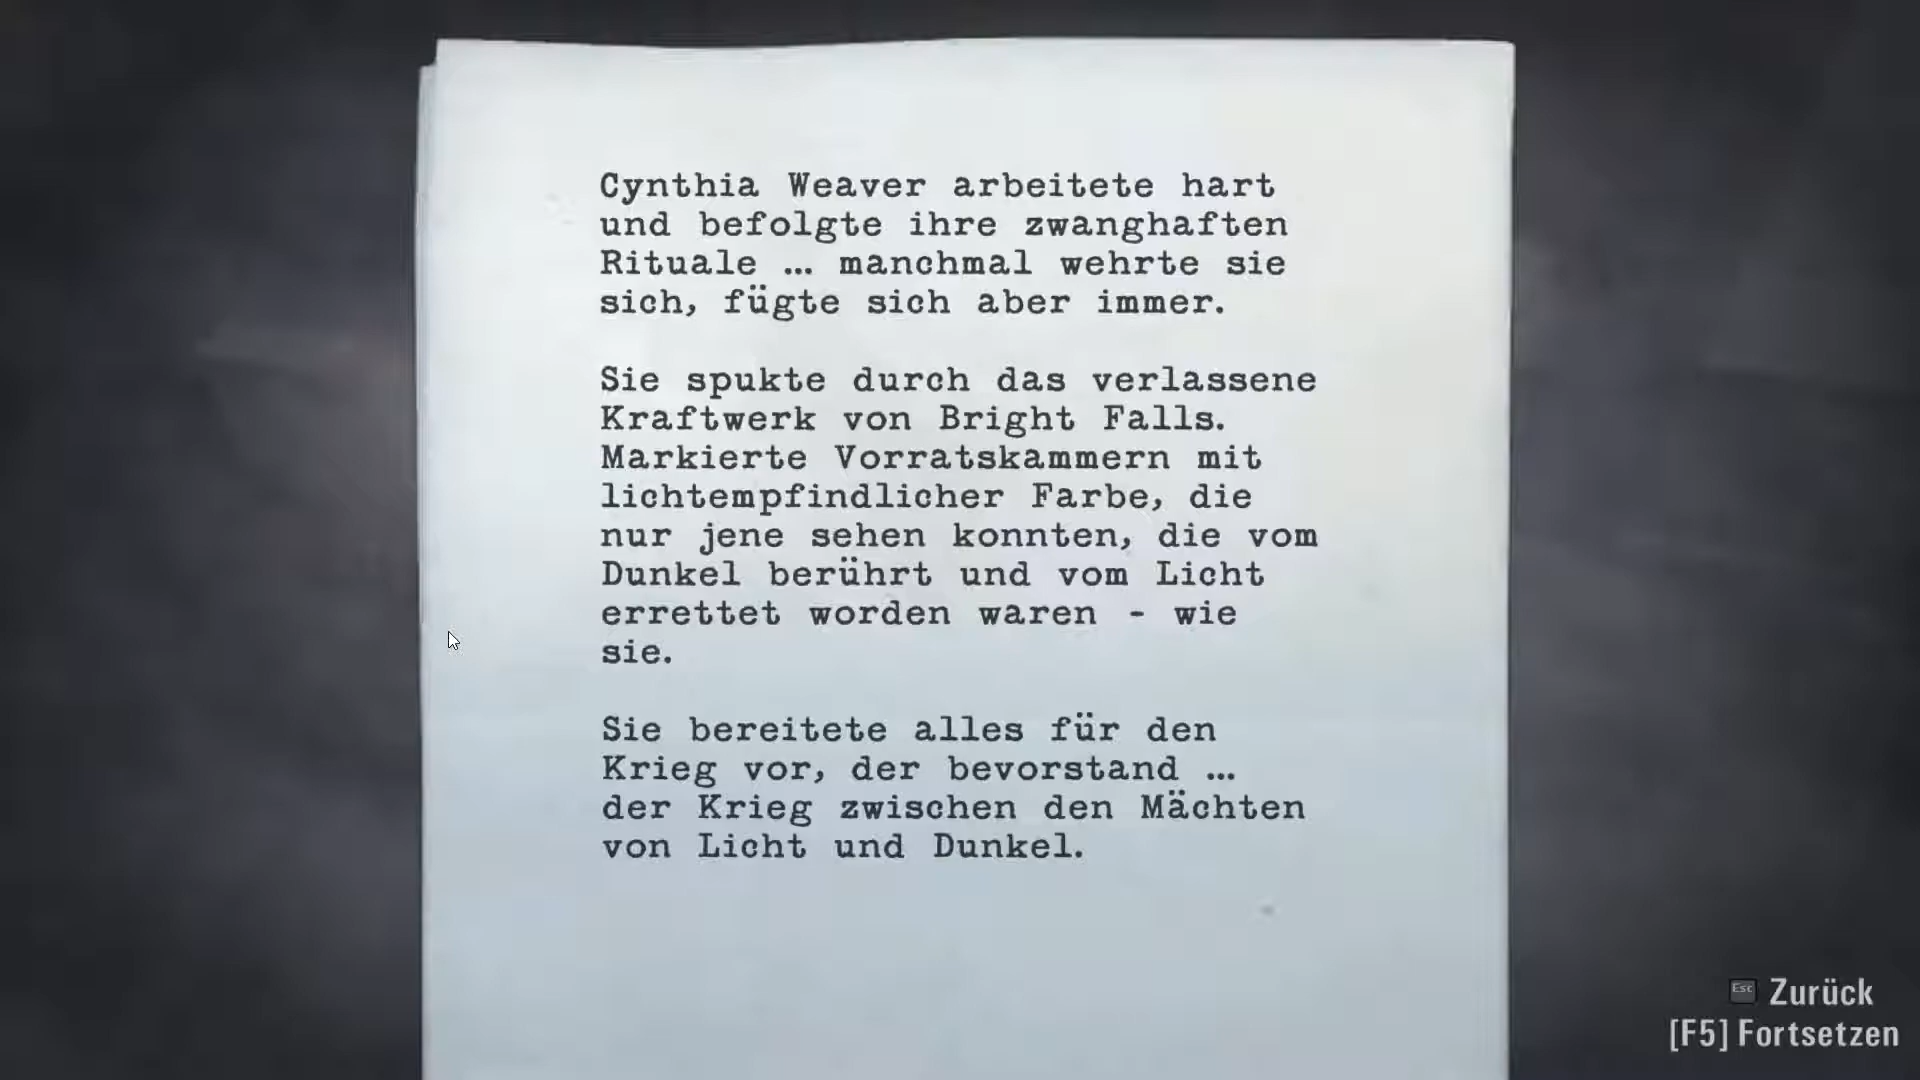 Cynthia Weaver arbeitete hart
und befolgte ihre zwanghaften
Rituale … manchmal wehrte sie
sich, fügte sich aber immer.
Sie spukte durch das verlassene
Kraftwerk von Bright Falls.
Markierte Vorratskammern mit
lichtempfindlicher Farbe, die
nur jene sehen konnten, die vom
Dunkel berührt und vom Licht
errettet worden waren - wie
sie.
Sie bereitete alles für den
Krieg vor, der bevorstand …
der Krieg zwischen den Mächten
von Licht und Dunkel.
Esc Zurück
[F5] Fortsetzen